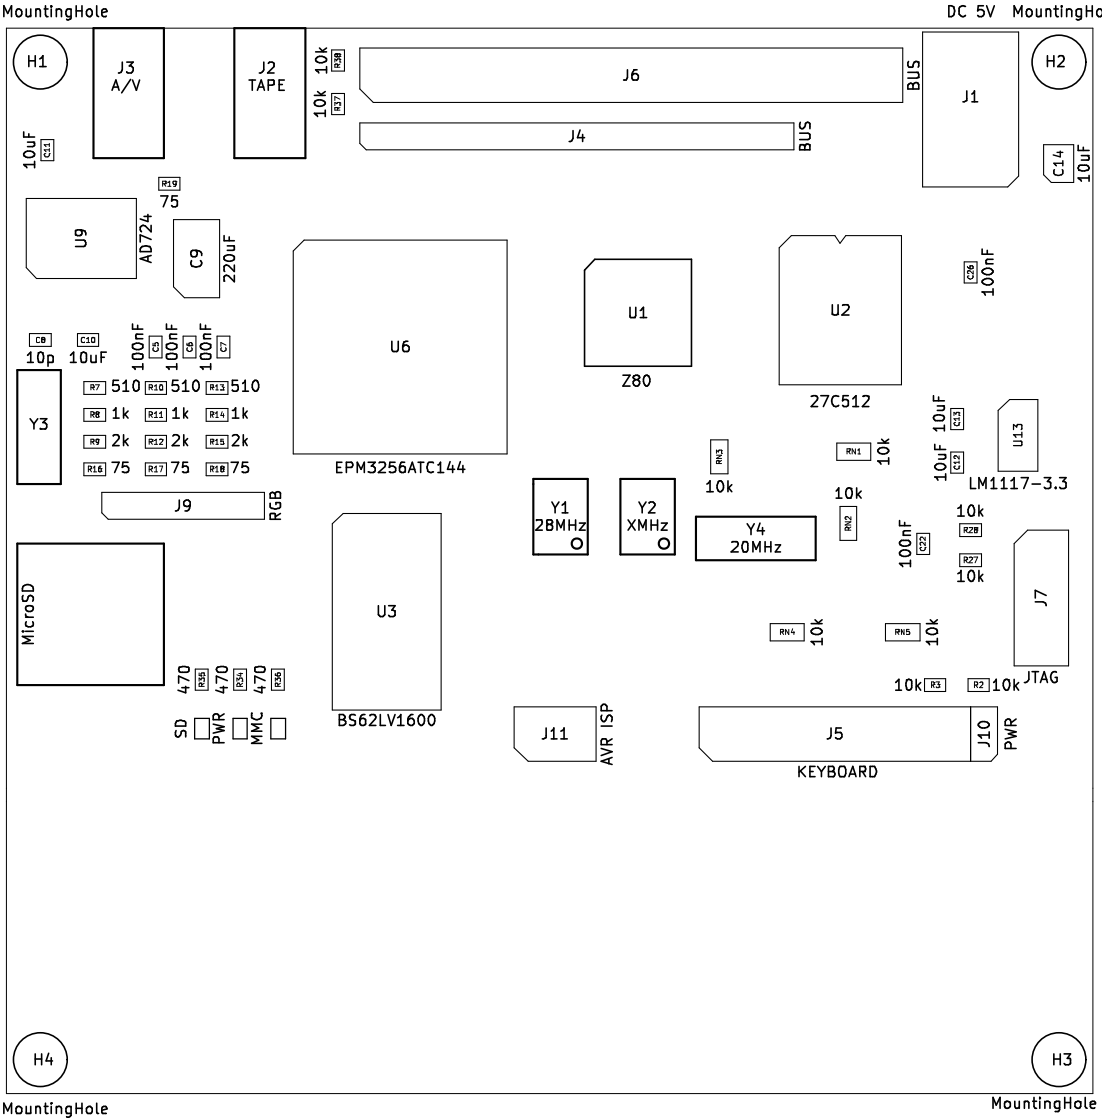 MountingHole
DC 5V MountingHo
H1
J3
A/V
J2
TAPE
10k R38
10k R37
J6
BUS
J4
BUS
J1
H2
10uF C11
C14 10uF
R19
75
U9
AD724
C9
220uF
U6
EPM3256ATC144
U1
Z80
U2
27C512
C26 100nF
C8
10p
C10
10uF
100nF C5
100nF C6
100nF C7
R7 510 R10 510 R13 510
R8 1k R11 1k R14 1k
R9 2k R12 2k R15 2k
R16 75 R17 75 R18 75
Y3
J9
RGB
10uF C13
10uF C12
U13
LM1117-3.3
RN3
10k
RN1 10k
10k
RN2
Y1
28MHz
Y2
XMHz
Y4
20MHz
100nF C22
10k
R28
R27
10k
J7
JTAG
MicroSD
U3
BS62LV1600
RN4 10k
RN5 10k
470 R35
470 R34
470 R36
10k R3
R2 10k
SD
PWR
MMC
J11
AVR ISP
J5
KEYBOARD
J10
PWR
H4
H3
MountingHole
MountingHole